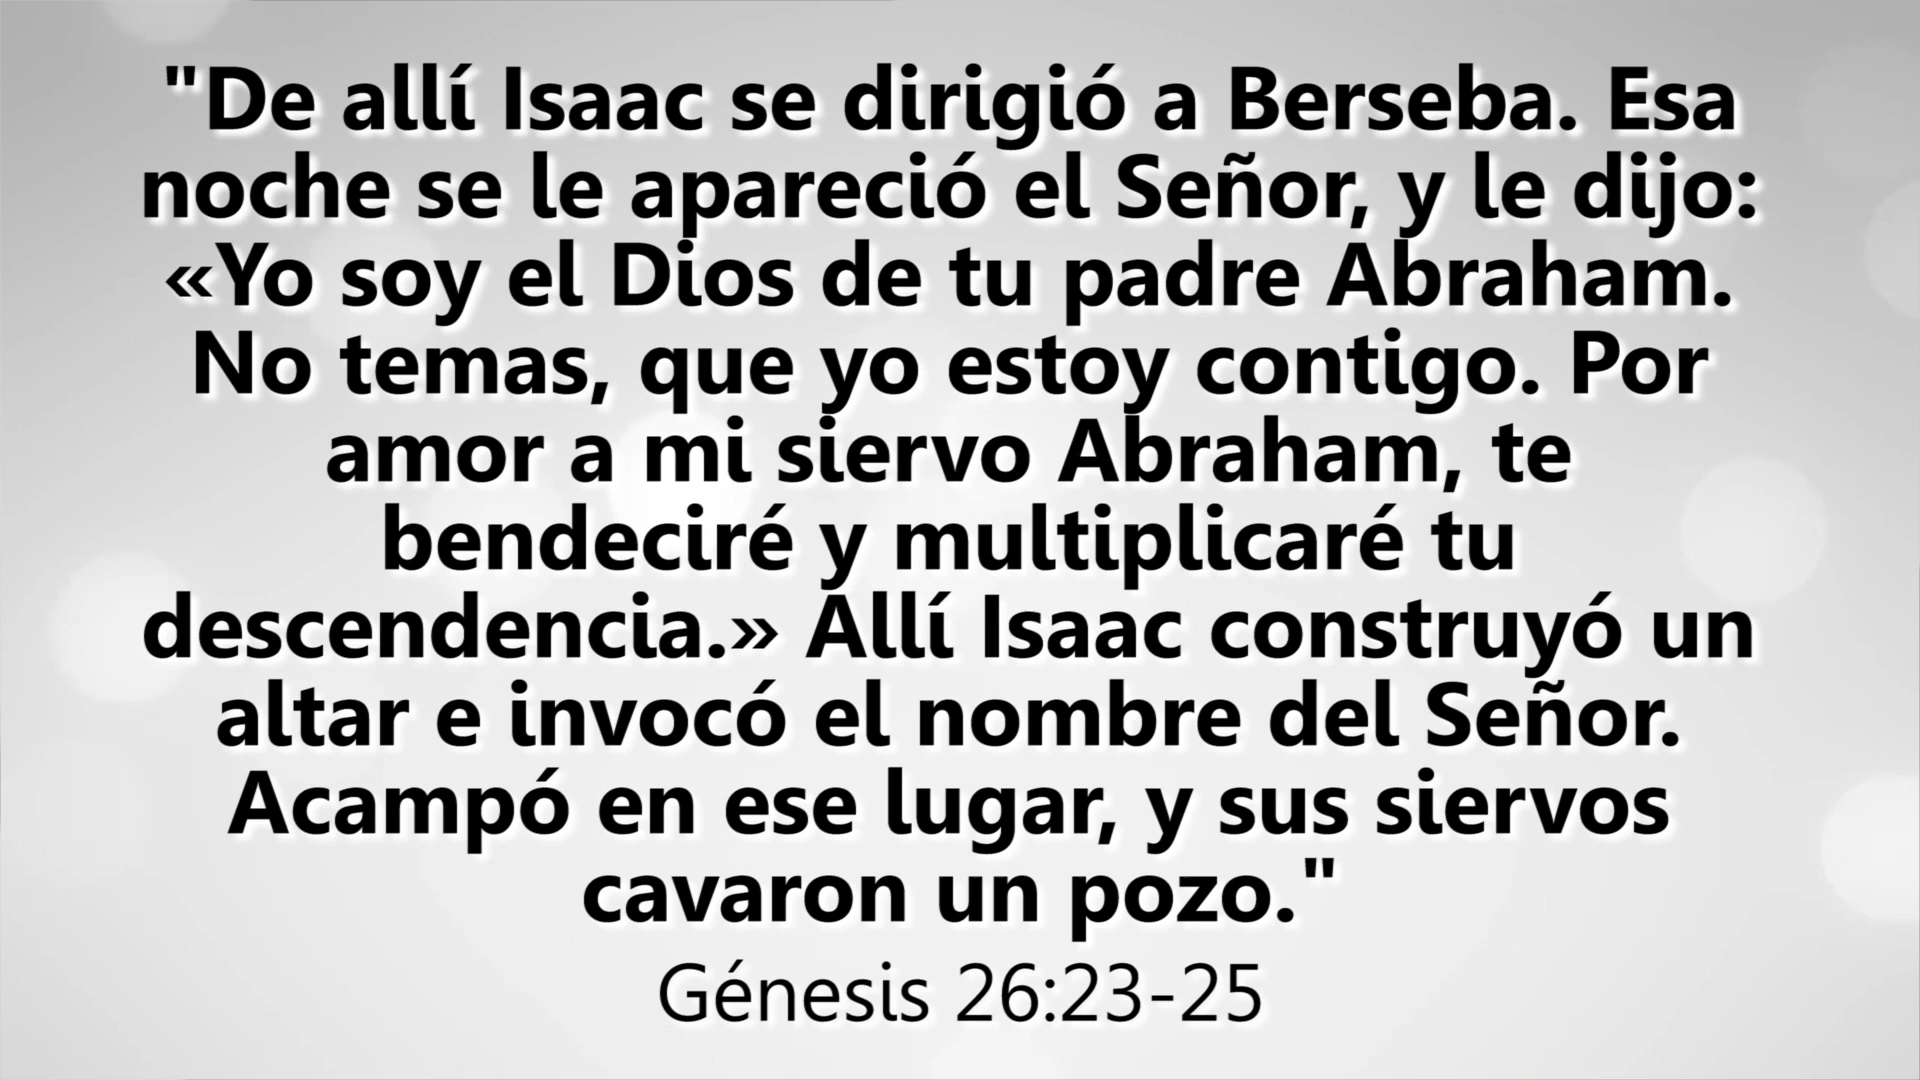 "De allí Isaac se dirigió a Berseba. Esa
noche se le apareció el Señor, y le dijo:
«Yo soy el Dios de tu padre Abraham.
No temas, que yo estoy contigo. Por
amor a mi siervo Abraham, te
bendeciré y multiplicaré tu
descendencia.» Allí Isaac construyó un
altar e invocó el nombre del Señor.
Acampó en ese lugar, y sus siervos
cavaron un pozo."
Génesis 26:23-25